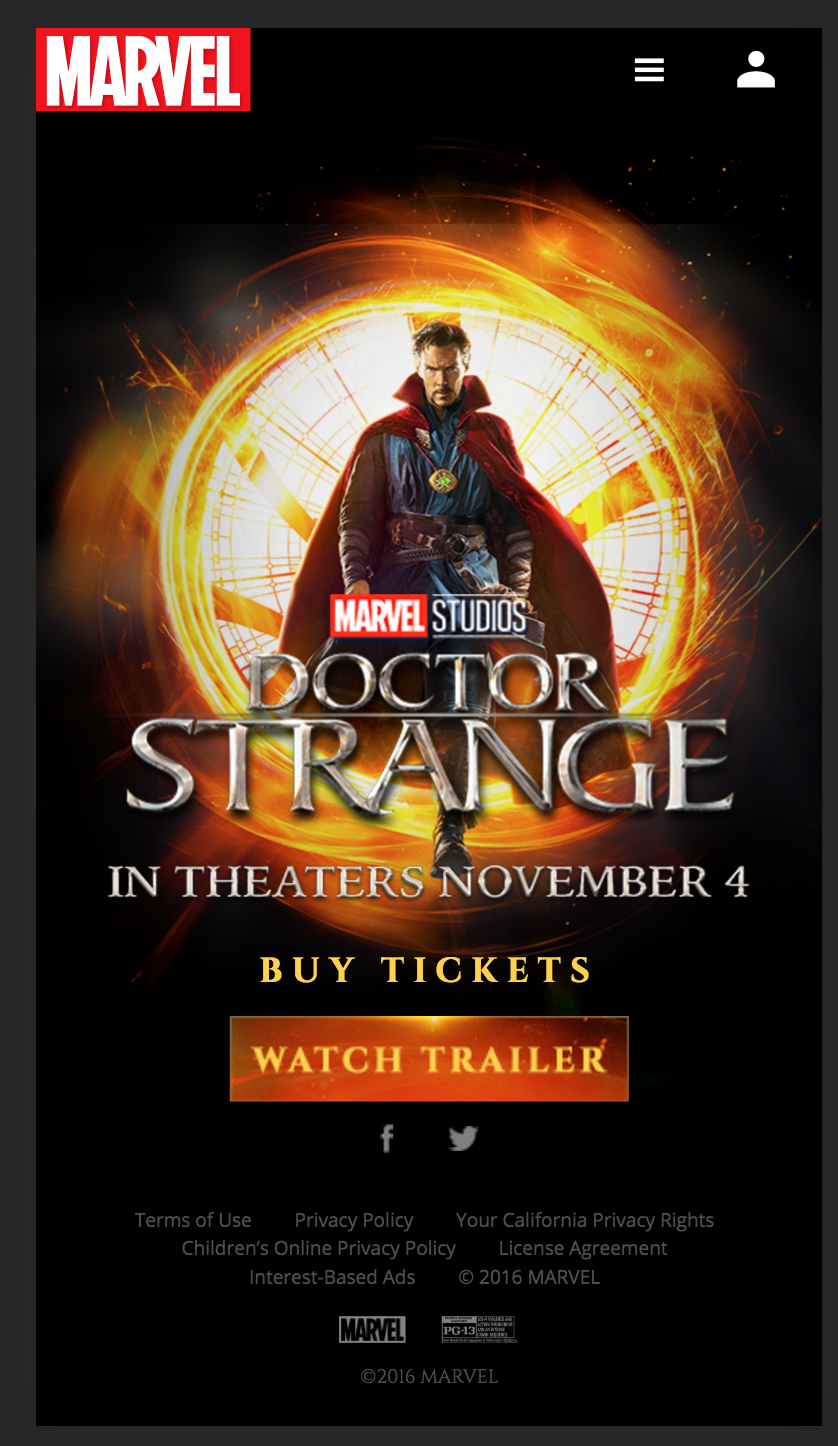 MARVEL
MARVEL STUDIOS
DOCTOR
STRANGE
IN THEATERS NOVEMBER 4
BUY TICKETS
WATCH TRAILER
Terms of Use Privacy Policy Your California Privacy Rights
Children’s Online Privacy Policy License Agreement
Interest-Based Ads © 2016 MARVEL
MARVEL PG-13
©2016 MARVEL